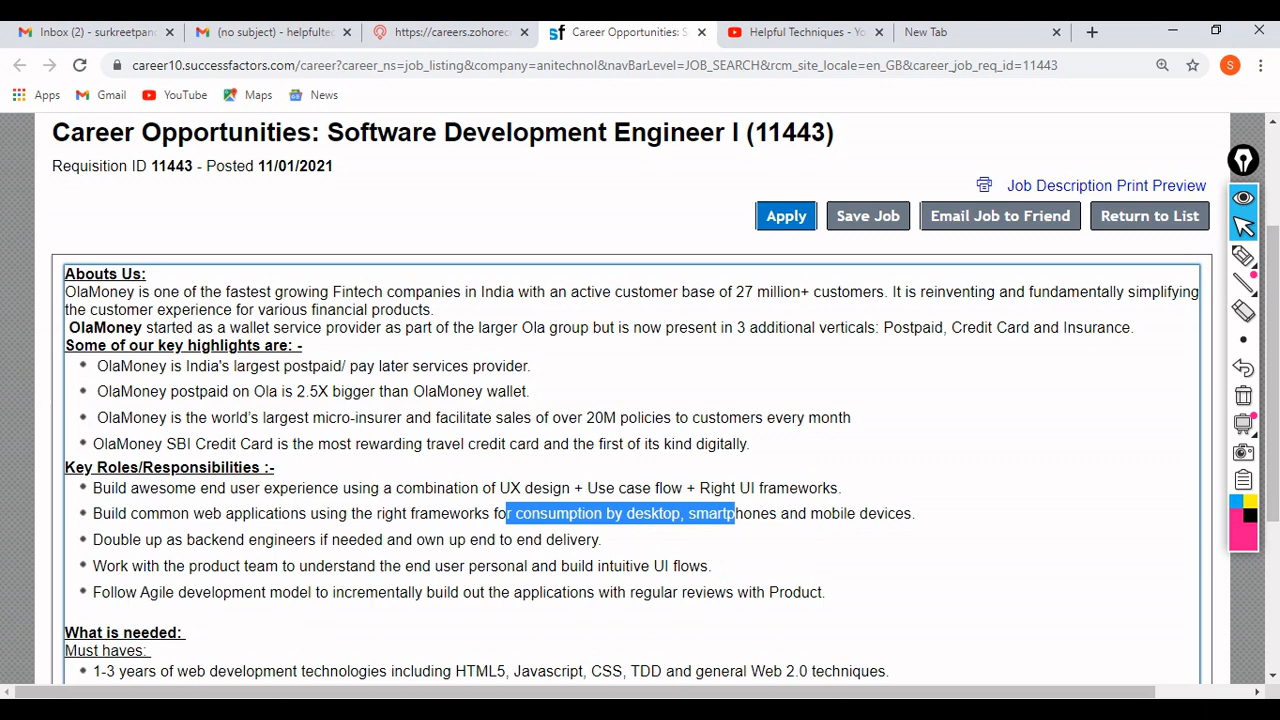 Inbox (2) - surkreetpan
(no subject) - helpfultec
https://careers.zohorec
sf Career Opportunities: S
Helpful Techniques - Yo
New Tab
career10.successfactors.com/career?career_ns=job_listing&company=anitechnol&navBarLevel=JOB_SEARCH&rcm_site_locale=en_GB&career_job_req_id=11443
S
Apps Gmail YouTube Maps News
Career Opportunities: Software Development Engineer I (11443)
Requisition ID 11443 - Posted 11/01/2021
Job Description Print Preview
Apply Save Job Email Job to Friend Return to List
Abouts Us:
OlaMoney is one of the fastest growing Fintech companies in India with an active customer base of 27 million+ customers. It is reinventing and fundamentally simplifying
the customer experience for various financial products.
OlaMoney started as a wallet service provider as part of the larger Ola group but is now present in 3 additional verticals: Postpaid, Credit Card and Insurance.
Some of our key highlights are: -
OlaMoney is India's largest postpaid/ pay later services provider.
OlaMoney postpaid on Ola is 2.5X bigger than OlaMoney wallet.
OlaMoney is the world's largest micro-insurer and facilitate sales of over 20M policies to customers every month
OlaMoney SBI Credit Card is the most rewarding travel credit card and the first of its kind digitally.
Key Roles/Responsibilities :-
Build awesome end user experience using a combination of UX design + Use case flow + Right UI frameworks.
Build common web applications using the right frameworks for consumption by desktop, smartphones and mobile devices.
Double up as backend engineers if needed and own up end to end delivery.
Work with the product team to understand the end user personal and build intuitive UI flows.
Follow Agile development model to incrementally build out the applications with regular reviews with Product.
What is needed:
Must haves:
1-3 years of web development technologies including HTML5, Javascript, CSS, TDD and general Web 2.0 techniques.